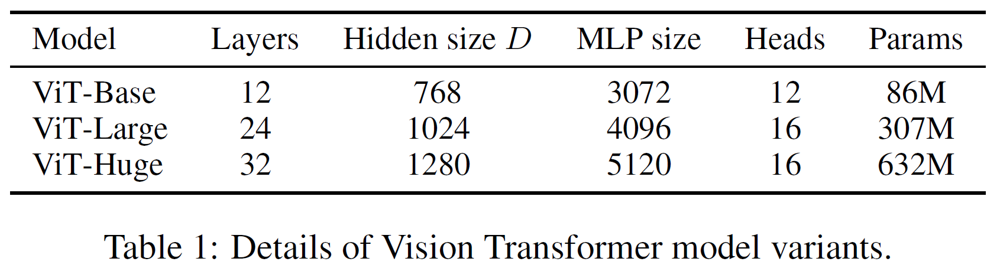 Model Layers Hidden size D MLP size Heads Params
ViT-Base 12 768 3072 12 86M
ViT-Large 24 1024 4096 16 307M
ViT-Huge 32 1280 5120 16 632M
Table 1: Details of Vision Transformer model variants.